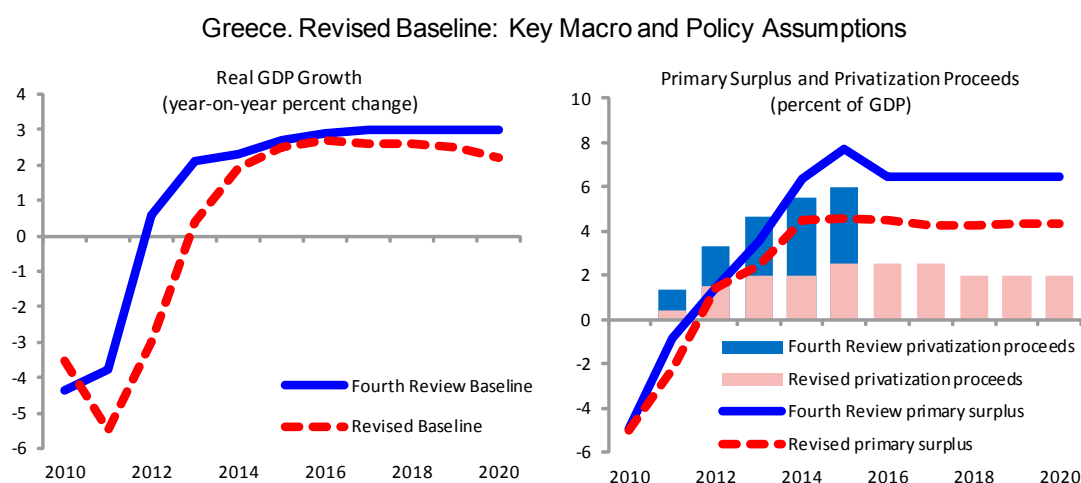 Greece. Revised Baseline: Key Macro and Policy Assumptions
Real GDP Growth
(year-on-year percent change)
4
3
2
1
0
-1
-2
-3
-4
-5
-6
2010 2012 2014 2016 2018 2020
Fourth Review Baseline
Revised Baseline
Primary Surplus and Privatization Proceeds
(percent of GDP)
10
8
6
4
2
0
-2
-4
-6
2010 2012 2014 2016 2018 2020
Fourth Review privatization proceeds
Revised privatization proceeds
Fourth Review primary surplus
Revised primary surplus